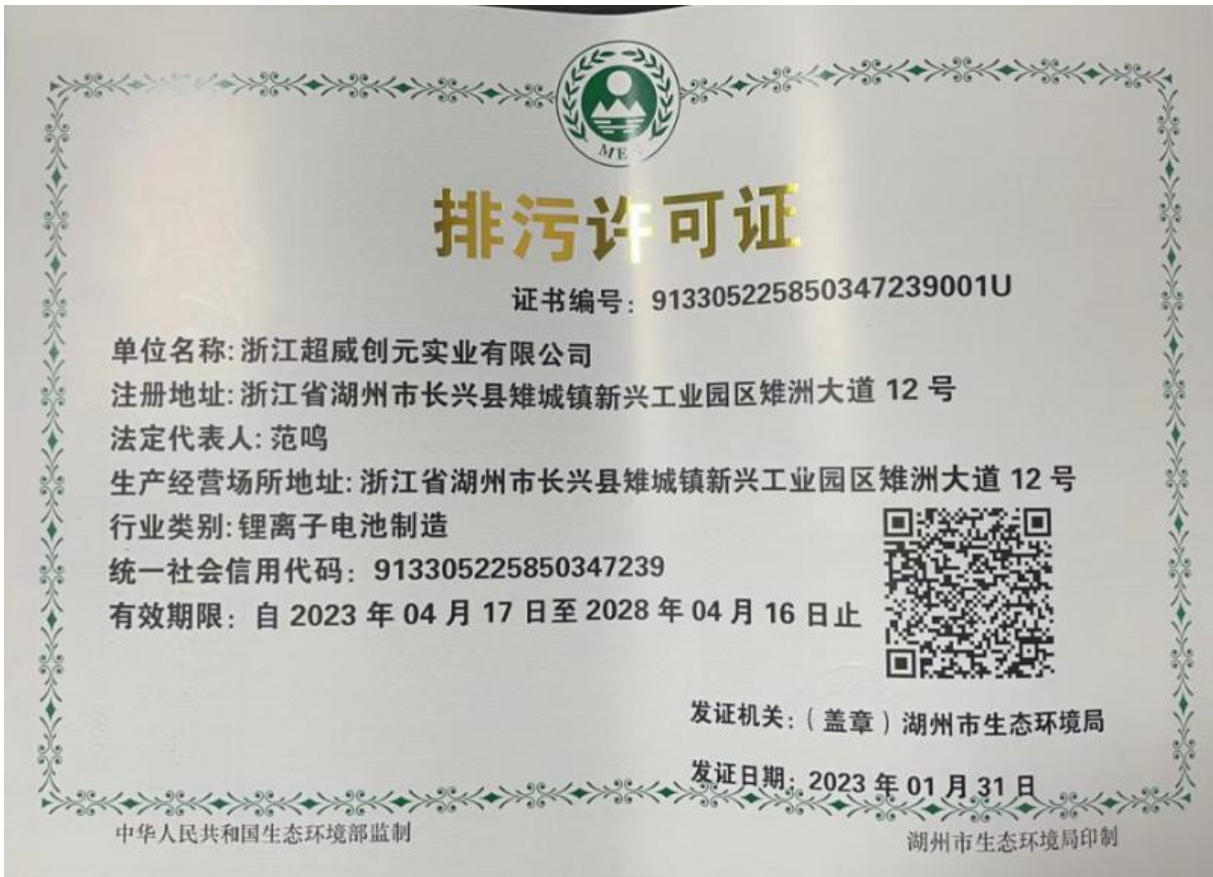 排污许可证
证书编号：913305225850347239001U
单位名称:浙江超威创元实业有限公司
注册地址:浙江省湖州市长兴县雉城镇新兴工业园区雉洲大道 12 号
法定代表人:范鸣
生产经营场所地址:浙江省湖州市长兴县雉城镇新兴工业园区雉洲大道 12 号
行业类别:锂离子电池制造
统一社会信用代码：913305225850347239
有效期限：自 2023 年 04 月 17 日至 2028 年 04 月 16 日止
发证机关：（盖章）湖州市生态环境局
发证日期：2023 年 01 月 31 日
中华人民共和国生态环境部监制
湖州市生态环境局印制